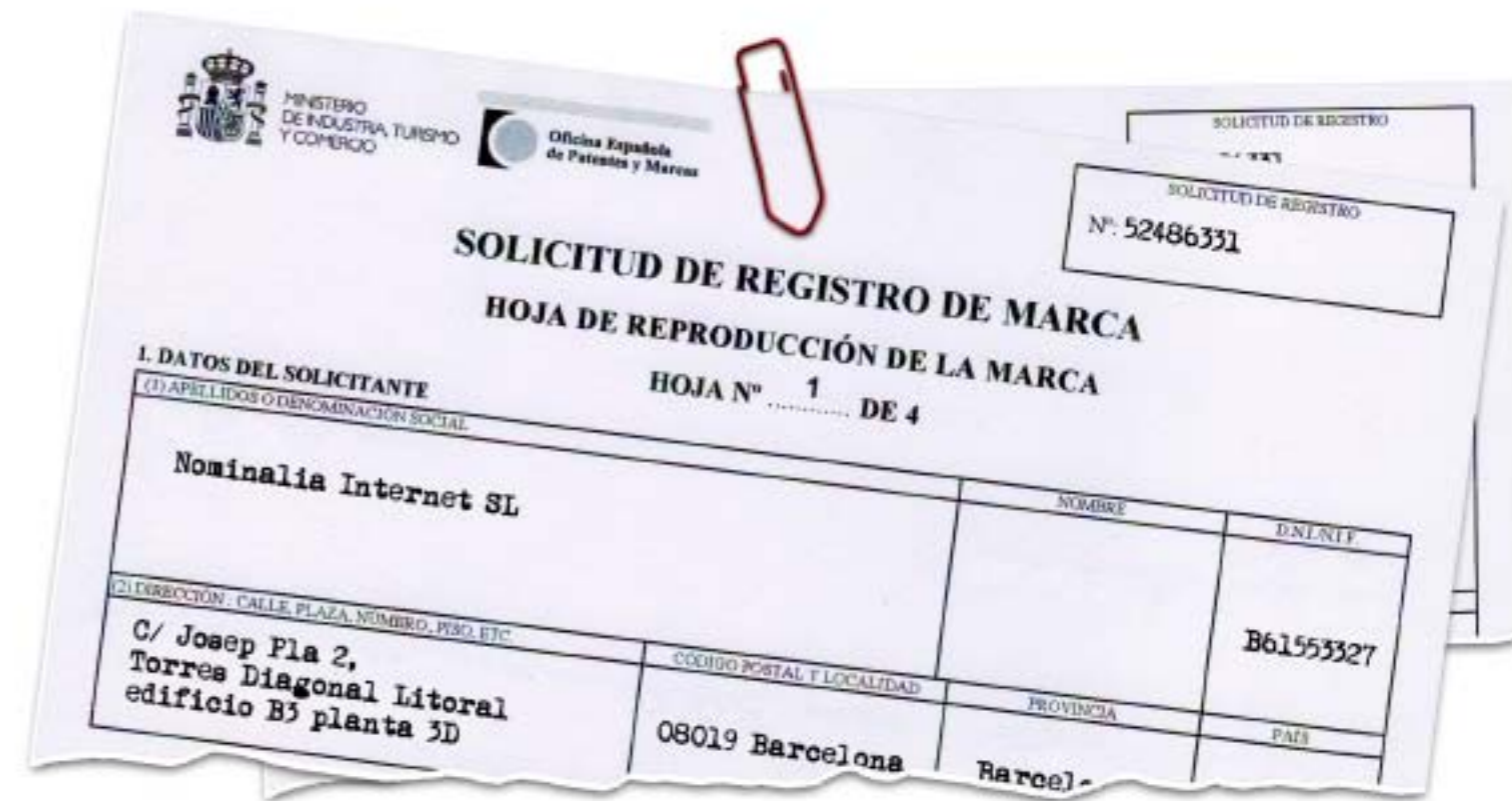 MINISTERIO
DE INDUSTRIA, TURISMO
Y COMERCIO
Oficina Española
de Patentes y Marcas
SOLICITUD DE REGISTRO
SOLICITUD DE REGISTRO
Nº: 52486331
SOLICITUD DE REGISTRO DE MARCA
HOJA DE REPRODUCCIÓN DE LA MARCA
HOJA Nº ............ 1 DE 4
1. DATOS DEL SOLICITANTE
(1) APELLIDOS O DENOMINACIÓN SOCIAL
NOMBRE
D.N.I./N.I.F.
Nominalia Internet SL
B61553327
(2) DIRECCIÓN : CALLE, PLAZA, NÚMERO, PISO, ETC.
CÓDIGO POSTAL Y LOCALIDAD
PROVINCIA
PAÍS
C/ Josep Pla 2,
Torres Diagonal Litoral
edificio B3 planta 3D
08019 Barcelona